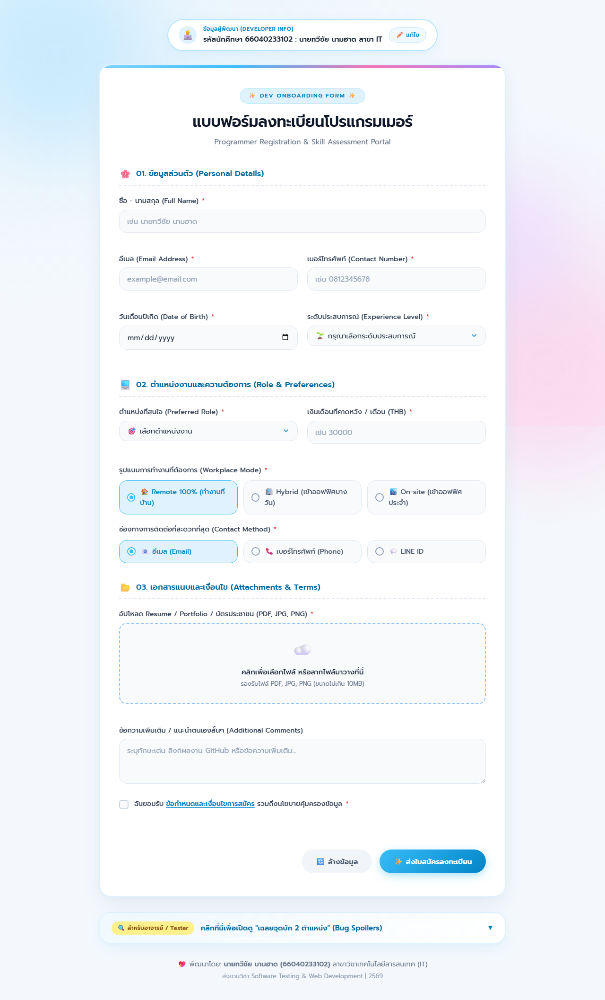 ข้อมูลผู้พัฒนา (DEVELOPER INFO)
รหัสนักศึกษา 66040233102 : นายทวีชัย นามฮาด สาขา IT
แก้ไข
DEV ONBOARDING FORM
แบบฟอร์มลงทะเบียนโปรแกรมเมอร์
Programmer Registration & Skill Assessment Portal
01. ข้อมูลส่วนตัว (Personal Details)
ชื่อ - นามสกุล (Full Name) *
เช่น นายทวีชัย นามฮาด
อีเมล (Email Address) *
เบอร์โทรศัพท์ (Contact Number) *
example@email.com
เช่น 0812345678
วันเดือนปีเกิด (Date of Birth) *
ระดับประสบการณ์ (Experience Level) *
mm/dd/yyyy
กรุณาเลือกระดับประสบการณ์
02. ตำแหน่งงานและความต้องการ (Role & Preferences)
ตำแหน่งที่สนใจ (Preferred Role) *
เงินเดือนที่คาดหวัง / เดือน (THB) *
เลือกตำแหน่งงาน
เช่น 30000
รูปแบบการทำงานที่ต้องการ (Workplace Mode) *
Remote 100% (ทำงานที่
บ้าน)
Hybrid (เข้าออฟฟิศบาง
วัน)
On-site (เข้าออฟฟิศ
ประจำ)
ช่องทางการติดต่อที่สะดวกที่สุด (Contact Method) *
อีเมล (Email)
เบอร์โทรศัพท์ (Phone)
LINE ID
03. เอกสารแนบและเงื่อนไข (Attachments & Terms)
อัปโหลด Resume / Portfolio / บัตรประชาชน (PDF, JPG, PNG) *
คลิกเพื่อเลือกไฟล์ หรือลากไฟล์มาวางที่นี่
รองรับไฟล์ PDF, JPG, PNG (ขนาดไม่เกิน 10MB)
ข้อความเพิ่มเติม / แนะนำตนเองสั้นๆ (Additional Comments)
ระบุทักษะเด่น ลิงก์ผลงาน GitHub หรือข้อความเพิ่มเติม...
ฉันยอมรับ ข้อกำหนดและเงื่อนไขการสมัคร รวมถึงนโยบายคุ้มครองข้อมูล *
ล้างข้อมูล
ส่งใบสมัครลงทะเบียน
สำหรับอาจารย์ / Tester
คลิกที่นี่เพื่อเปิดดู "เฉลยจุดบัค 2 ตำแหน่ง" (Bug Spoilers)
พัฒนาโดย: นายทวีชัย นามฮาด (66040233102) สาขาวิชาเทคโนโลยีสารสนเทศ (IT)
ส่งงานวิชา Software Testing & Web Development | 2569